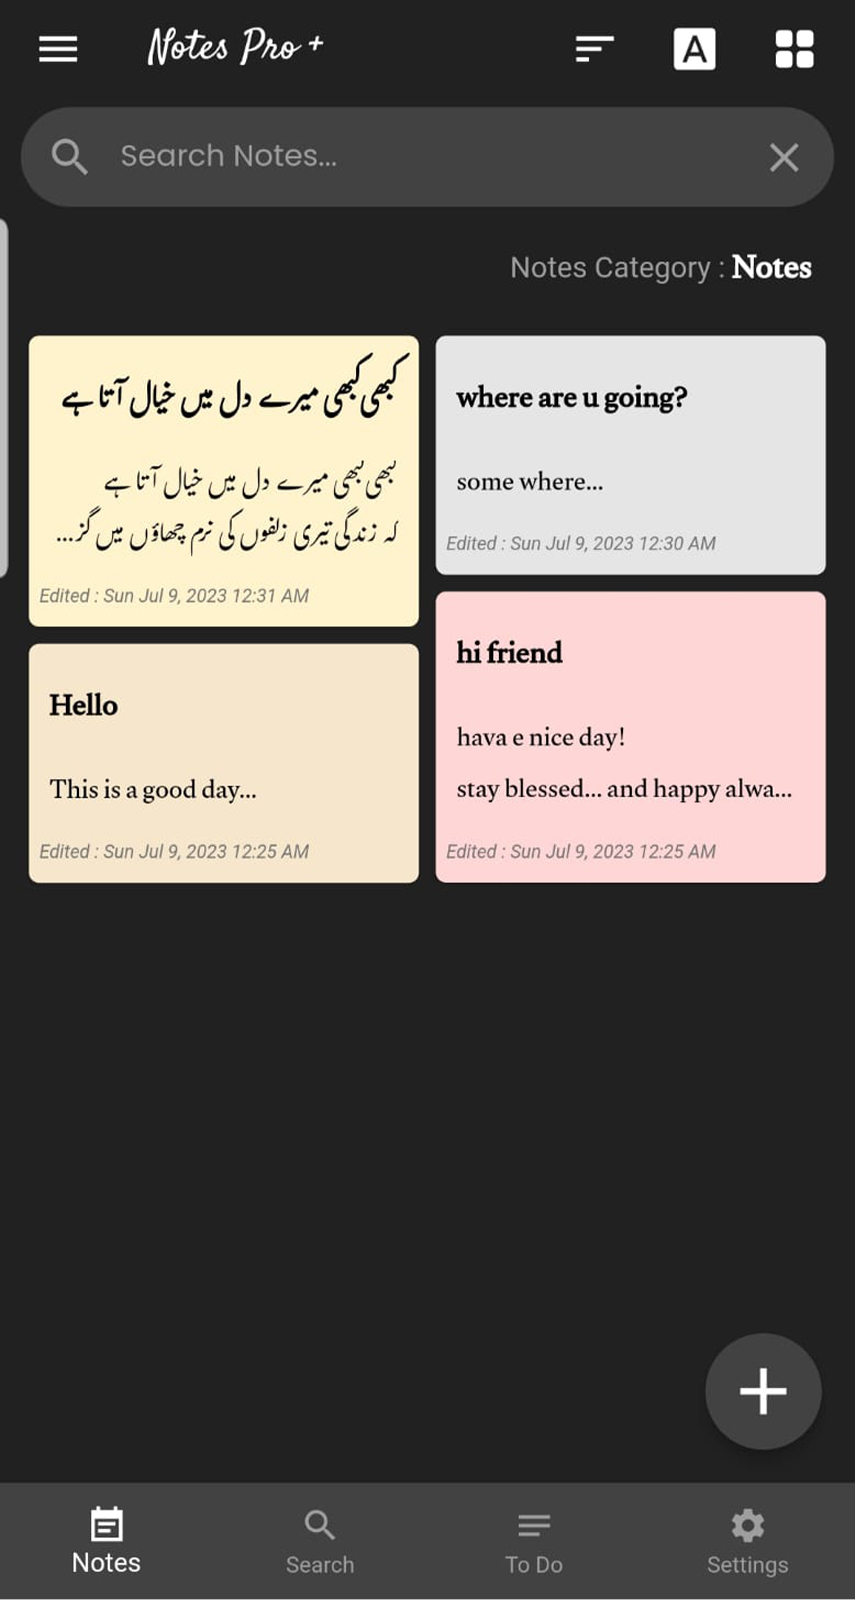 Notes Pro +
A
Search Notes...
Notes Category : Notes
کبھی کبھی میرے دل میں خیال آتا ہے
کبھی کبھی میرے دل میں خیال آتا ہے
کہ زندگی تیری زلفوں کی نرم چھاؤں میں گز...
Edited : Sun Jul 9, 2023 12:31 AM
where are u going?
some where...
Edited : Sun Jul 9, 2023 12:30 AM
Hello
This is a good day...
Edited : Sun Jul 9, 2023 12:25 AM
hi friend
hava e nice day!
stay blessed... and happy alwa...
Edited : Sun Jul 9, 2023 12:25 AM
Notes
Search
To Do
Settings